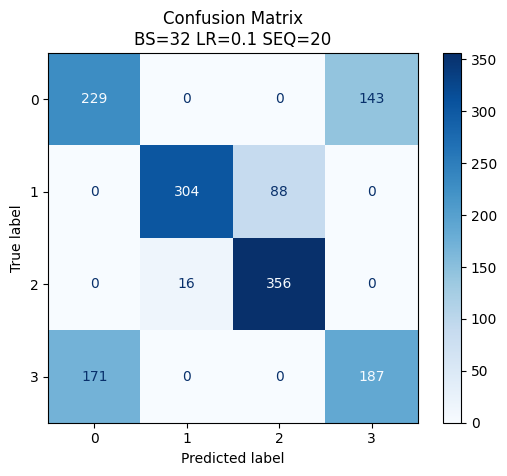 Confusion Matrix
BS=32 LR=0.1 SEQ=20
0 229 0 0 143
1 0 304 88 0
2 0 16 356 0
3 171 0 0 187
0 1 2 3
Predicted label
True label
350
300
250
200
150
100
50
0